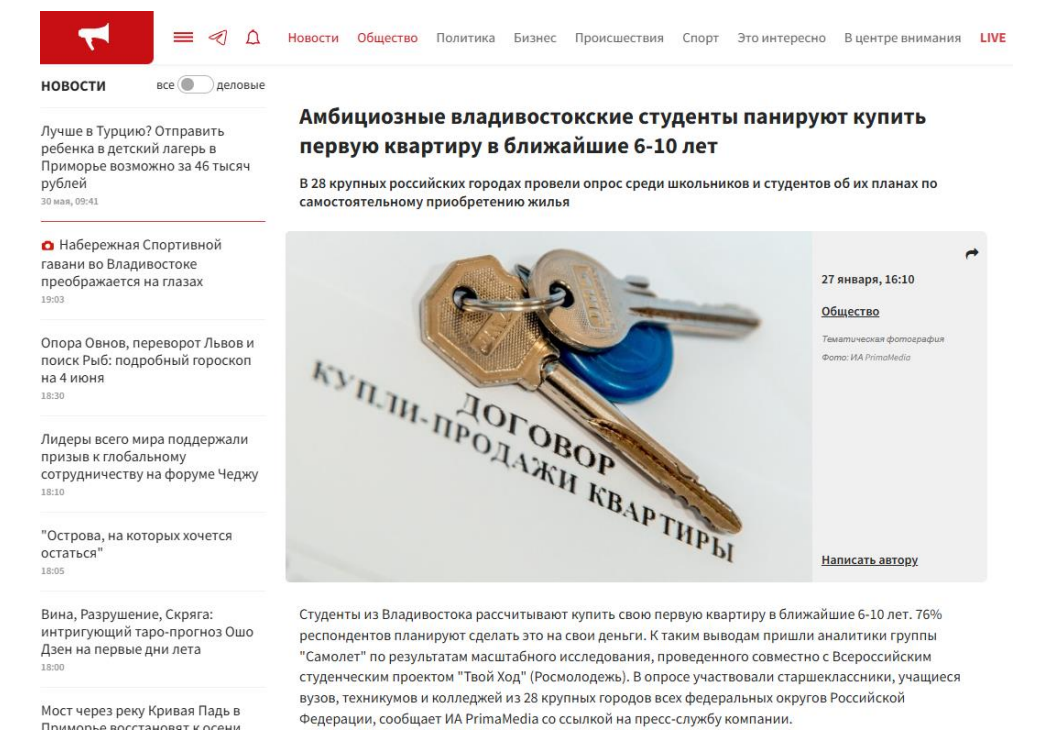 Новости Общество Политика Бизнес Происшествия Спорт Это интересно В центре внимания LIVE
НОВОСТИ все деловые
Лучше в Турцию? Отправить
ребенка в детский лагерь в
Приморье возможно за 46 тысяч
рублей
30 мая, 09:41
Набережная Спортивной
гавани во Владивостоке
преображается на глазах
19:03
Опора Овнов, переворот Львов и
поиск Рыб: подробный гороскоп
на 4 июня
18:30
Лидеры всего мира поддержали
призыв к глобальному
сотрудничеству на форуме Чеджу
18:10
"Острова, на которых хочется
остаться"
18:05
Вина, Разрушение, Скряга:
интригующий таро-прогноз Ошо
Дзен на первые дни лета
18:00
Мост через реку Кривая Падь в
Приморье восстановят к осени
Амбициозные владивостокские студенты панируют купить
первую квартиру в ближайшие 6-10 лет
В 28 крупных российских городах провели опрос среди школьников и студентов об их планах по
самостоятельному приобретению жилья
ДОГОВОР
КУПЛИ-ПРОДАЖИ КВАРТИРЫ
27 января, 16:10
Общество
Тематическая фотография
Фото: ИА PrimaMedia
Написать автору
Студенты из Владивостока рассчитывают купить свою первую квартиру в ближайшие 6-10 лет. 76%
респондентов планируют сделать это на свои деньги. К таким выводам пришли аналитики группы
"Самолет" по результатам масштабного исследования, проведенного совместно с Всероссийским
студенческим проектом "Твой Ход" (Росмолодежь). В опросе участвовали старшеклассники, учащиеся
вузов, техникумов и колледжей из 28 крупных городов всех федеральных округов Российской
Федерации, сообщает ИА PrimaMedia со ссылкой на пресс-службу компании.